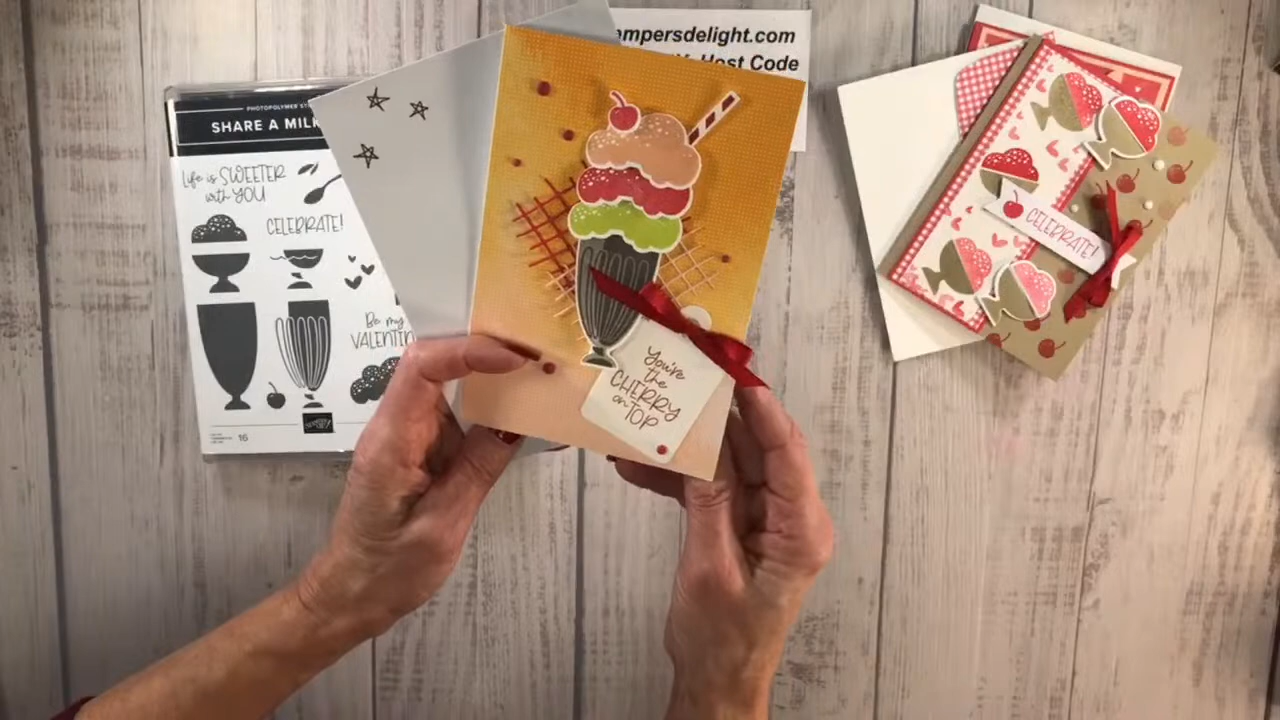 ampersdelight.com
Host Code
PHOTOPOLYMER
SHARE A MILK
Life is SWEETER
with YOU
CELEBRATE!
Be my
VALENTIN
16
You're
the
CHERRY
on TOP
CELEBRATE!